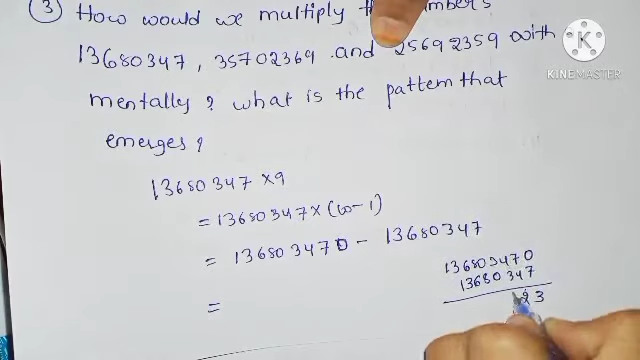 ③ How would we multiply numbers
13680347, 35702369 and 25692359 with
mentally? what is the pattern that
emerges?
13680347 ×9
= 13680347 × (10-1)
= 136803470 - 13680347
136803470
13680347
=
23
KINEMASTER